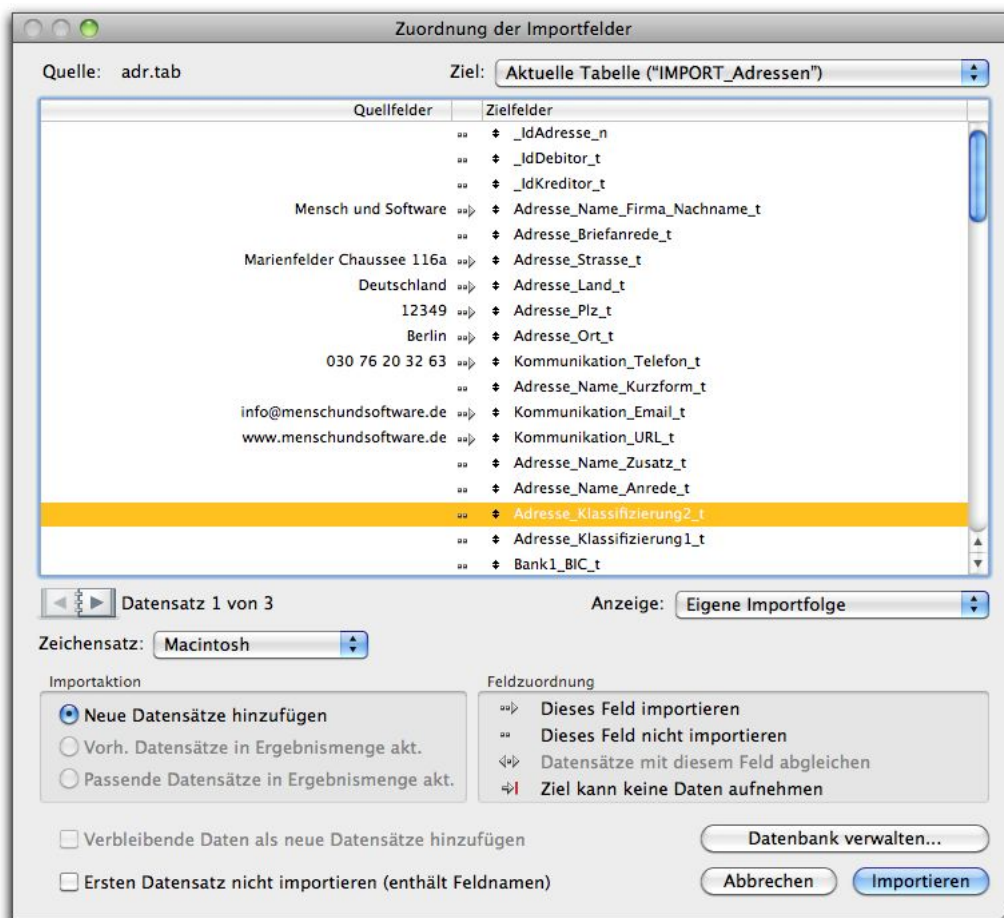 Zuordnung der Importfelder
Quelle: adr.tab Ziel: Aktuelle Tabelle ("IMPORT_Adressen")
Quellfelder Zielfelder
_IdAdresse_n
_IdDebitor_t
_IdKreditor_t
Mensch und Software Adresse_Name_Firma_Nachname_t
Adresse_Briefanrede_t
Marienfelder Chaussee 116a Adresse_Strasse_t
Deutschland Adresse_Land_t
12349 Adresse_Plz_t
Berlin Adresse_Ort_t
030 76 20 32 63 Kommunikation_Telefon_t
Adresse_Name_Kurzform_t
info@menschundsoftware.de Kommunikation_Email_t
www.menschundsoftware.de Kommunikation_URL_t
Adresse_Name_Zusatz_t
Adresse_Name_Anrede_t
Adresse_Klassifizierung2_t
Adresse_Klassifizierung1_t
Bank1_BIC_t
Datensatz 1 von 3 Anzeige: Eigene Importfolge
Zeichensatz: Macintosh
Importaktion Feldzuordnung
Neue Datensätze hinzufügen Dieses Feld importieren
Vorh. Datensätze in Ergebnismenge akt. Dieses Feld nicht importieren
Passende Datensätze in Ergebnismenge akt. Datensätze mit diesem Feld abgleichen
Ziel kann keine Daten aufnehmen
Verbleibende Daten als neue Datensätze hinzufügen Datenbank verwalten...
Ersten Datensatz nicht importieren (enthält Feldnamen) Abbrechen Importieren